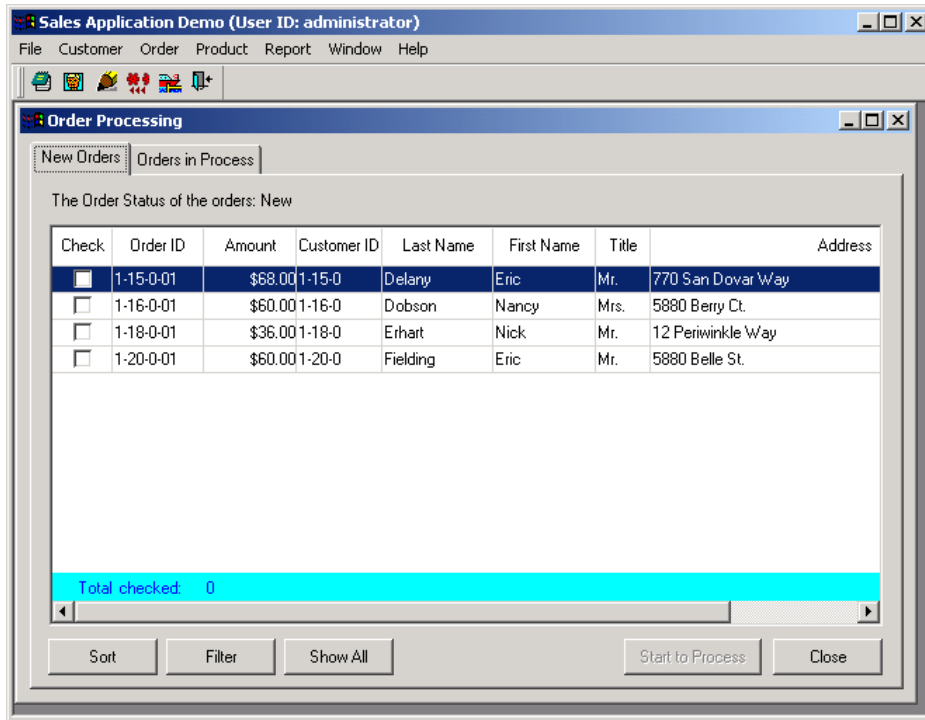 Sales Application Demo (User ID: administrator)
File Customer Order Product Report Window Help
Order Processing
New Orders Orders in Process
The Order Status of the orders: New
Check Order ID Amount Customer ID Last Name First Name Title Address
1-15-0-01 $68.00 1-15-0 Delany Eric Mr. 770 San Dovar Way
1-16-0-01 $60.00 1-16-0 Dobson Nancy Mrs. 5880 Berry Ct.
1-18-0-01 $36.00 1-18-0 Erhart Nick Mr. 12 Periwinkle Way
1-20-0-01 $60.00 1-20-0 Fielding Eric Mr. 5880 Belle St.
Total checked: 0
Sort Filter Show All Start to Process Close